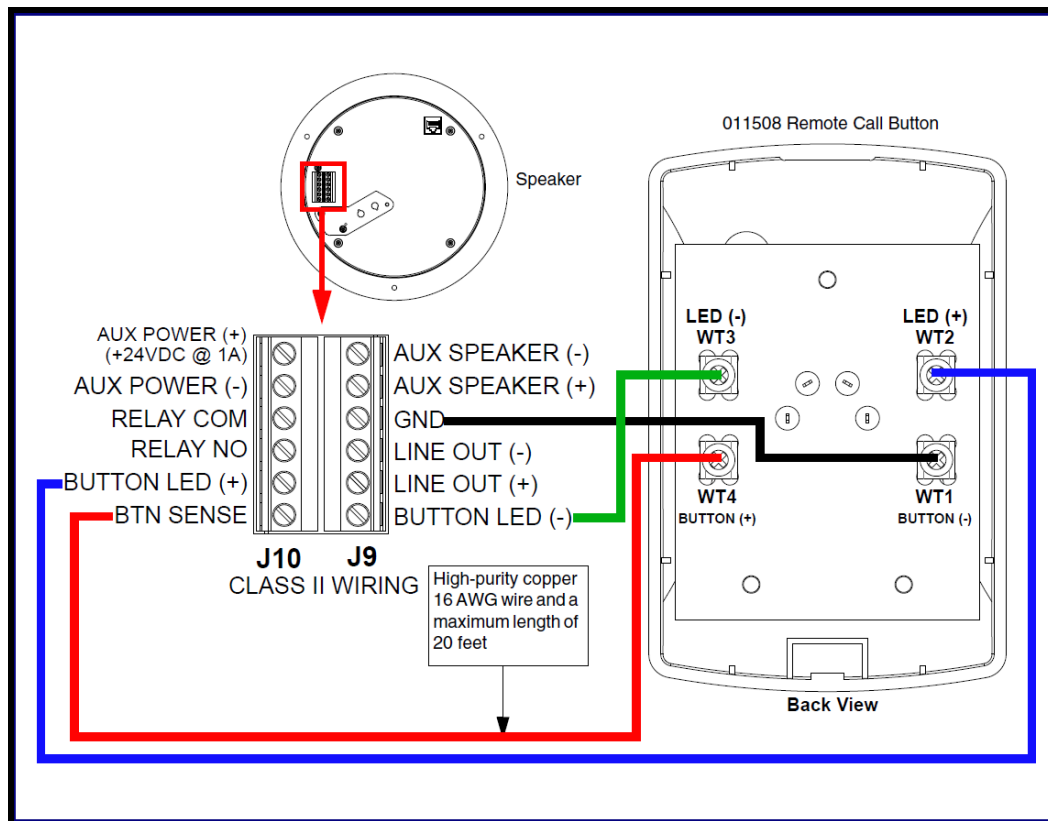 011508 Remote Call Button
Speaker
AUX POWER (+)
(+24VDC @ 1A)
AUX POWER (-)
RELAY COM
RELAY NO
BUTTON LED (+)
BTN SENSE
AUX SPEAKER (-)
AUX SPEAKER (+)
GND
LINE OUT (-)
LINE OUT (+)
BUTTON LED (-)
J10 J9
CLASS II WIRING
High-purity copper
16 AWG wire and a
maximum length of
20 feet
LED (-)
WT3
LED (+)
WT2
WT4
BUTTON (+)
WT1
BUTTON (-)
Back View